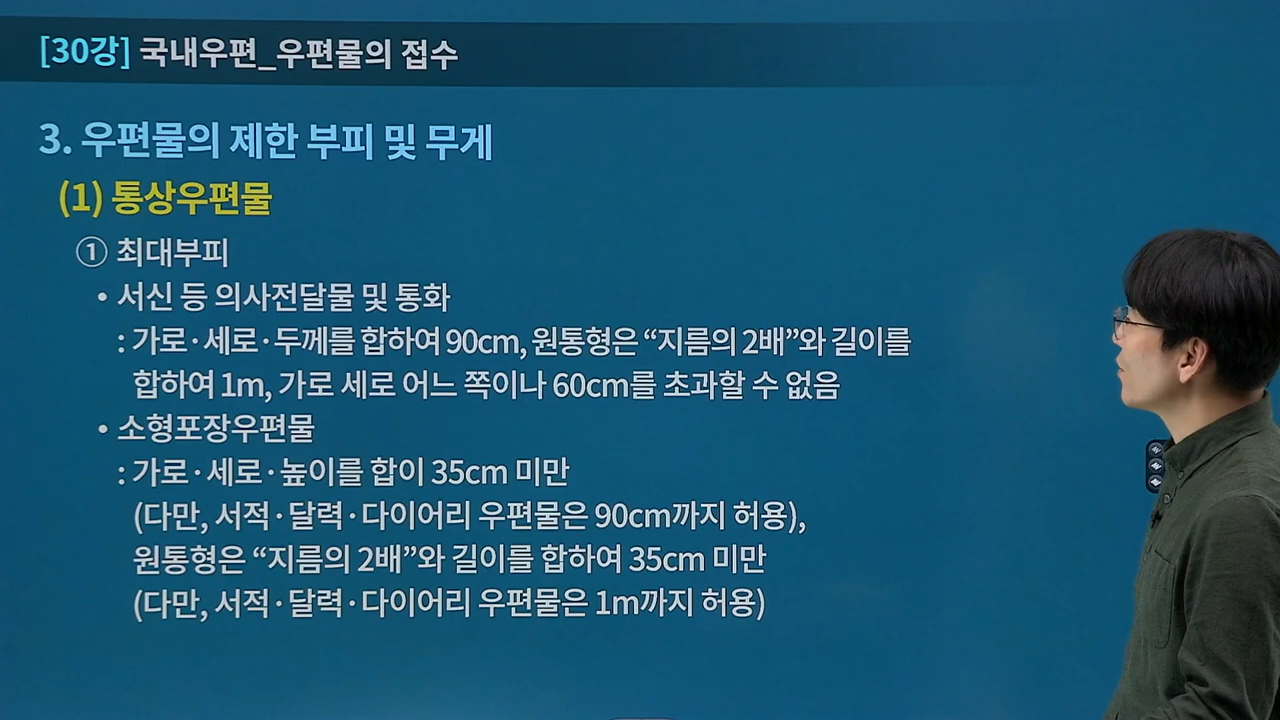 [30강] 국내우편_우편물의 접수
3. 우편물의 제한 부피 및 무게
(1) 통상우편물
① 최대부피
• 서신 등 의사전달물 및 통화
: 가로·세로·두께를 합하여 90cm, 원통형은 “지름의 2배”와 길이를
합하여 1m, 가로 세로 어느 쪽이나 60cm를 초과할 수 없음
• 소형포장우편물
: 가로·세로·높이를 합이 35cm 미만
(다만, 서적·달력·다이어리 우편물은 90cm까지 허용),
원통형은 “지름의 2배”와 길이를 합하여 35cm 미만
(다만, 서적·달력·다이어리 우편물은 1m까지 허용)